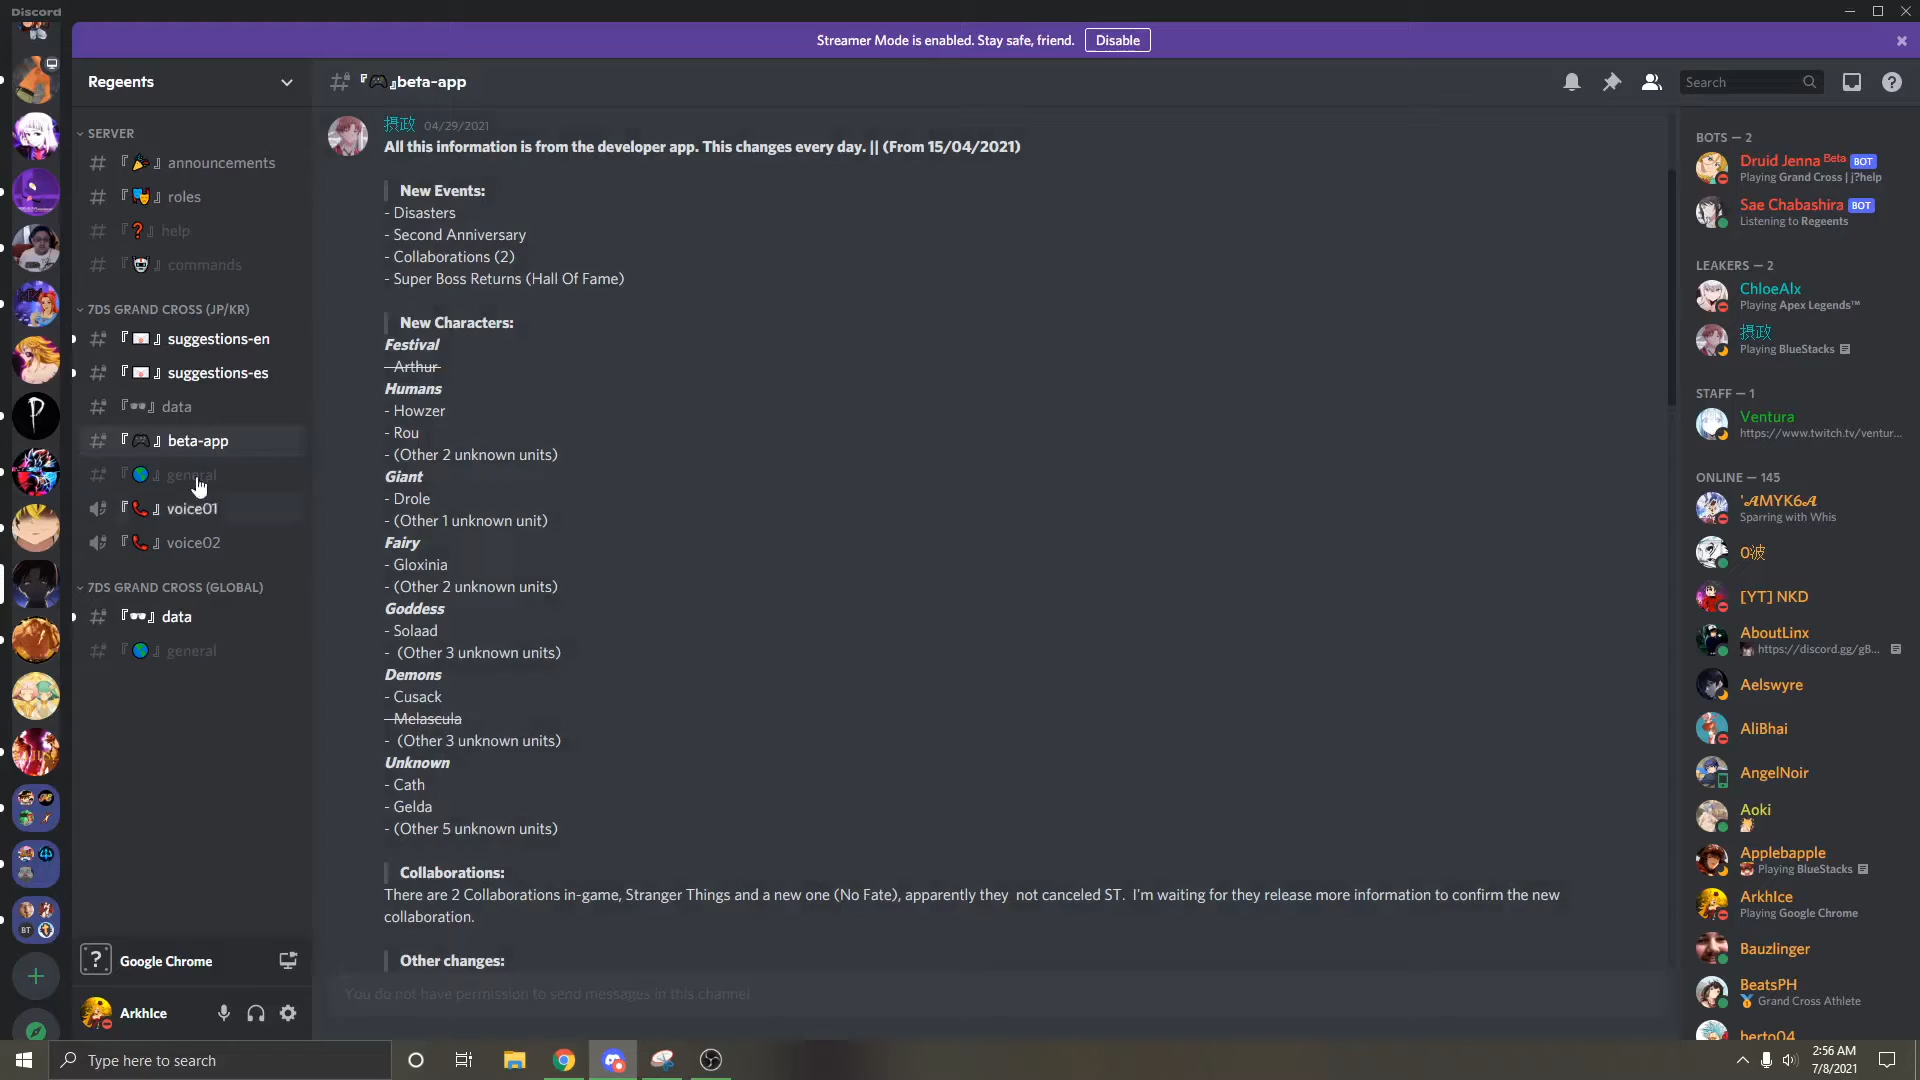 Discord
Streamer Mode is enabled. Stay safe, friend. Disable
Regeents
SERVER
『🎉』announcements
『🎭』roles
『❓』help
『🤖』commands
7DS GRAND CROSS (JP/KR)
『💌』suggestions-en
『💌』suggestions-es
『🕶️』data
『🎮』beta-app
『🌍』general
『📞』voice01
『📞』voice02
7DS GRAND CROSS (GLOBAL)
『🕶️』data
『🌍』general
Google Chrome
ArkhIce
『🎮』beta-app
Search
摂政 04/29/2021
All this information is from the developer app. This changes every day. || (From 15/04/2021)
New Events:
- Disasters
- Second Anniversary
- Collaborations (2)
- Super Boss Returns (Hall Of Fame)
New Characters:
Festival
- Arthur
Humans
- Howzer
- Rou
- (Other 2 unknown units)
Giant
- Drole
- (Other 1 unknown unit)
Fairy
- Gloxinia
- (Other 2 unknown units)
Goddess
- Solaad
- (Other 3 unknown units)
Demons
- Cusack
- Melascula
- (Other 3 unknown units)
Unknown
- Cath
- Gelda
- (Other 5 unknown units)
Collaborations:
There are 2 Collaborations in-game, Stranger Things and a new one (No Fate), apparently they not canceled ST. I'm waiting for they release more information to confirm the new
collaboration.
Other changes:
You do not have permission to send messages in this channel
BOTS — 2
Druid Jenna Beta BOT
Playing Grand Cross | j?help
Sae Chabashira BOT
Listening to Regeents
LEAKERS — 2
ChloeAlx
Playing Apex Legends™
摂政
Playing BlueStacks
STAFF — 1
Ventura
https://www.twitch.tv/ventur...
ONLINE — 145
'𝓐MYK6𝓐
Sparring with Whis
0波
[YT] NKD
AboutLinx
https://discord.gg/gB...
Aelswyre
AliBhai
AngelNoir
Aoki
Applebapple
Playing BlueStacks
ArkhIce
Playing Google Chrome
Bauzlinger
BeatsPH
🏅 Grand Cross Athlete
berto04
Type here to search
2:56 AM
7/8/2021